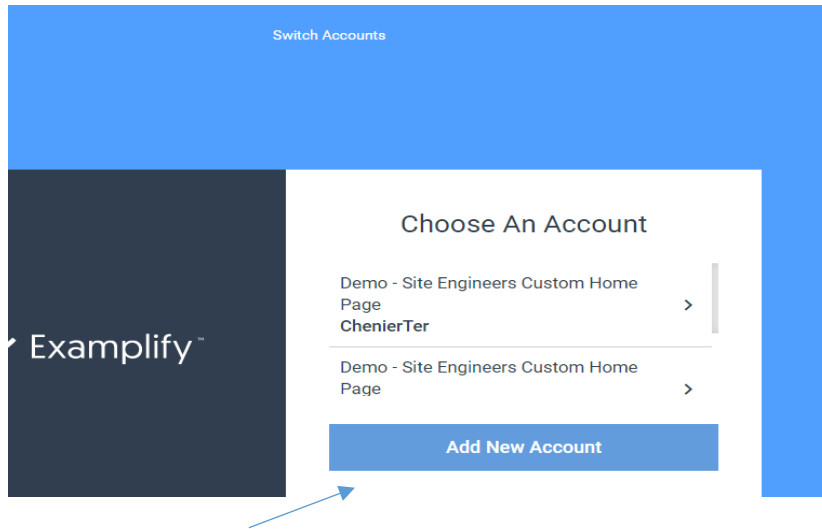 Switch Accounts
Choose An Account
Demo - Site Engineers Custom Home
Page
ChenierTer
Examplify™
Demo - Site Engineers Custom Home
Page
Add New Account